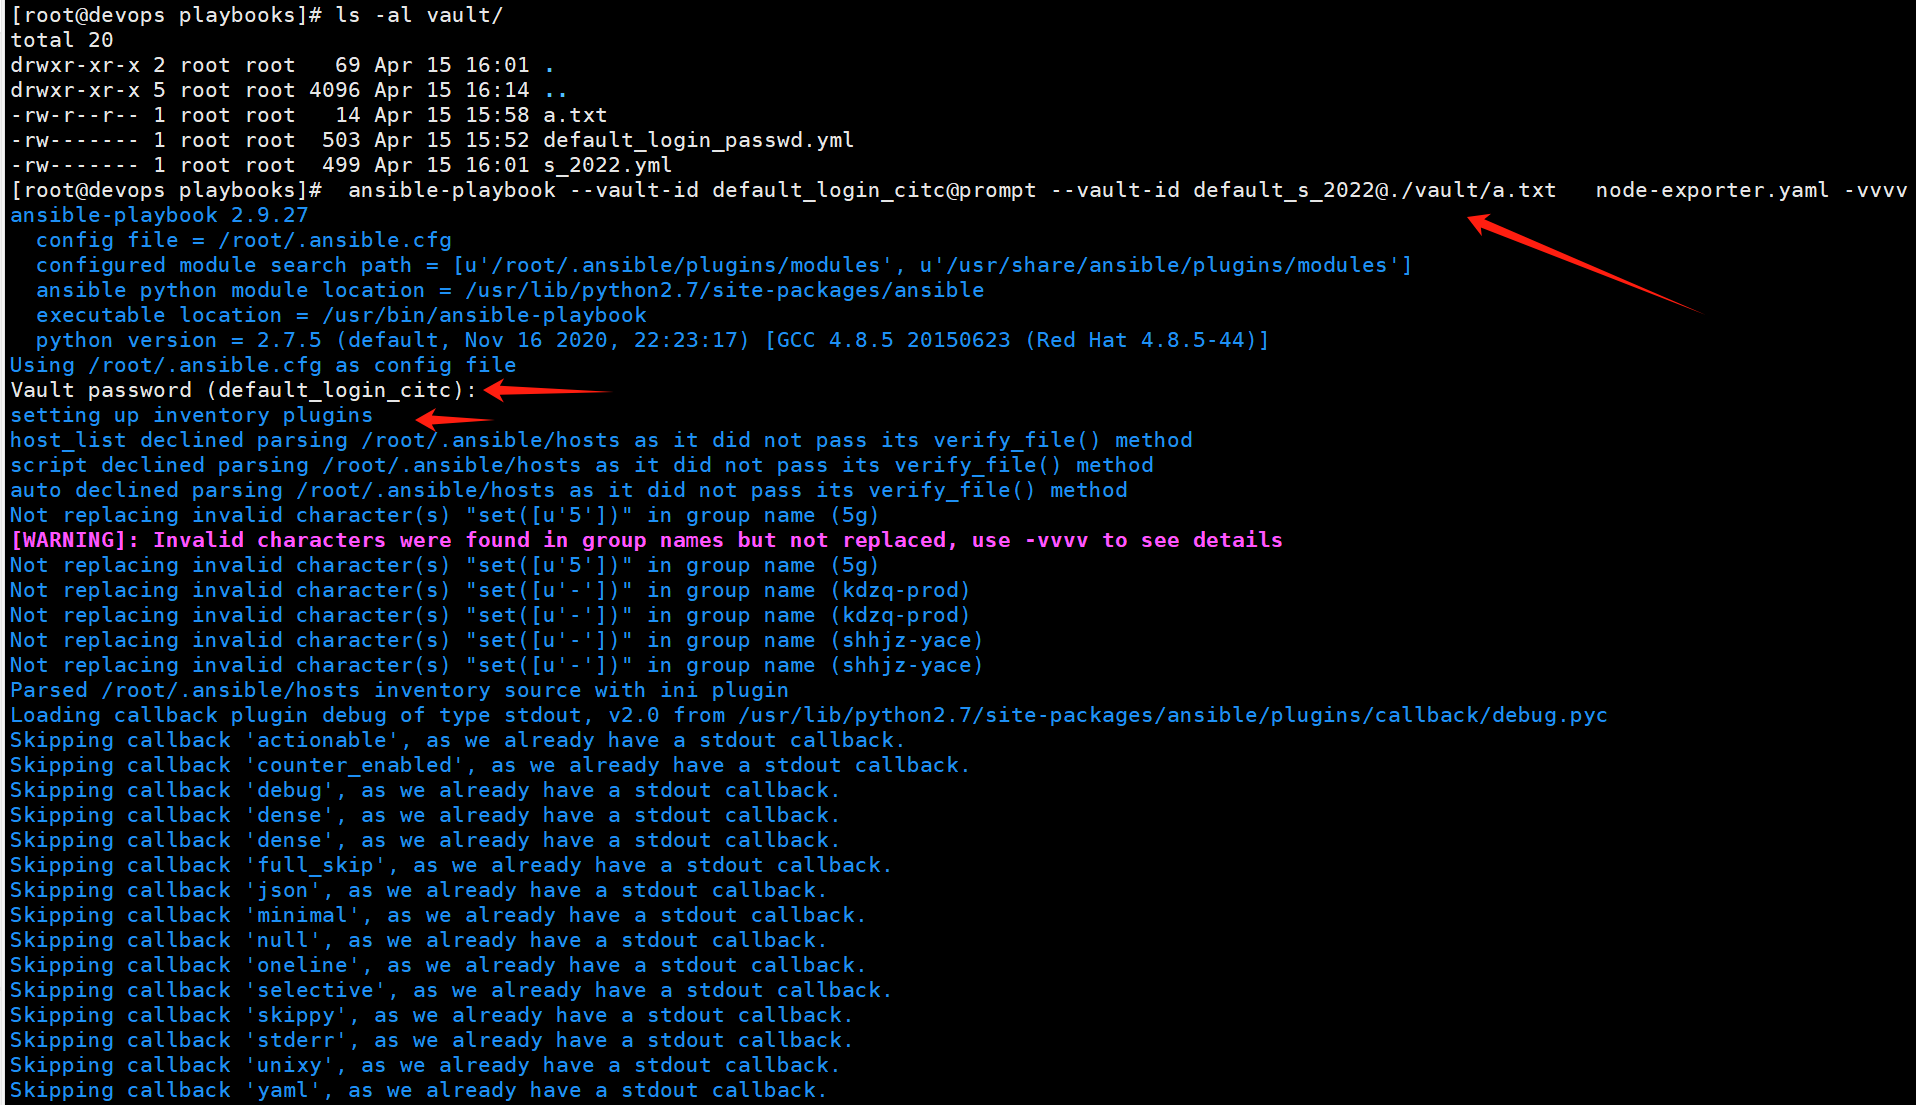 [root@devops playbooks]# ls -al vault/
total 20
drwxr-xr-x 2 root root   69 Apr 15 16:01 .
drwxr-xr-x 5 root root 4096 Apr 15 16:14 ..
-rw-r--r-- 1 root root   14 Apr 15 15:58 a.txt
-rw------- 1 root root  503 Apr 15 15:52 default_login_passwd.yml
-rw------- 1 root root  499 Apr 15 16:01 s_2022.yml
[root@devops playbooks]#  ansible-playbook --vault-id default_login_citc@prompt --vault-id default_s_2022@./vault/a.txt   node-exporter.yaml -vvvv
ansible-playbook 2.9.27
  config file = /root/.ansible.cfg
  configured module search path = [u'/root/.ansible/plugins/modules', u'/usr/share/ansible/plugins/modules']
  ansible python module location = /usr/lib/python2.7/site-packages/ansible
  executable location = /usr/bin/ansible-playbook
  python version = 2.7.5 (default, Nov 16 2020, 22:23:17) [GCC 4.8.5 20150623 (Red Hat 4.8.5-44)]
Using /root/.ansible.cfg as config file
Vault password (default_login_citc):
setting up inventory plugins
host_list declined parsing /root/.ansible/hosts as it did not pass its verify_file() method
script declined parsing /root/.ansible/hosts as it did not pass its verify_file() method
auto declined parsing /root/.ansible/hosts as it did not pass its verify_file() method
Not replacing invalid character(s) "set([u'5'])" in group name (5g)
[WARNING]: Invalid characters were found in group names but not replaced, use -vvvv to see details
Not replacing invalid character(s) "set([u'5'])" in group name (5g)
Not replacing invalid character(s) "set([u'-'])" in group name (kdzq-prod)
Not replacing invalid character(s) "set([u'-'])" in group name (kdzq-prod)
Not replacing invalid character(s) "set([u'-'])" in group name (shhjz-yace)
Not replacing invalid character(s) "set([u'-'])" in group name (shhjz-yace)
Parsed /root/.ansible/hosts inventory source with ini plugin
Loading callback plugin debug of type stdout, v2.0 from /usr/lib/python2.7/site-packages/ansible/plugins/callback/debug.pyc
Skipping callback 'actionable', as we already have a stdout callback.
Skipping callback 'counter_enabled', as we already have a stdout callback.
Skipping callback 'debug', as we already have a stdout callback.
Skipping callback 'dense', as we already have a stdout callback.
Skipping callback 'dense', as we already have a stdout callback.
Skipping callback 'full_skip', as we already have a stdout callback.
Skipping callback 'json', as we already have a stdout callback.
Skipping callback 'minimal', as we already have a stdout callback.
Skipping callback 'null', as we already have a stdout callback.
Skipping callback 'oneline', as we already have a stdout callback.
Skipping callback 'selective', as we already have a stdout callback.
Skipping callback 'skippy', as we already have a stdout callback.
Skipping callback 'stderr', as we already have a stdout callback.
Skipping callback 'unixy', as we already have a stdout callback.
Skipping callback 'yaml', as we already have a stdout callback.